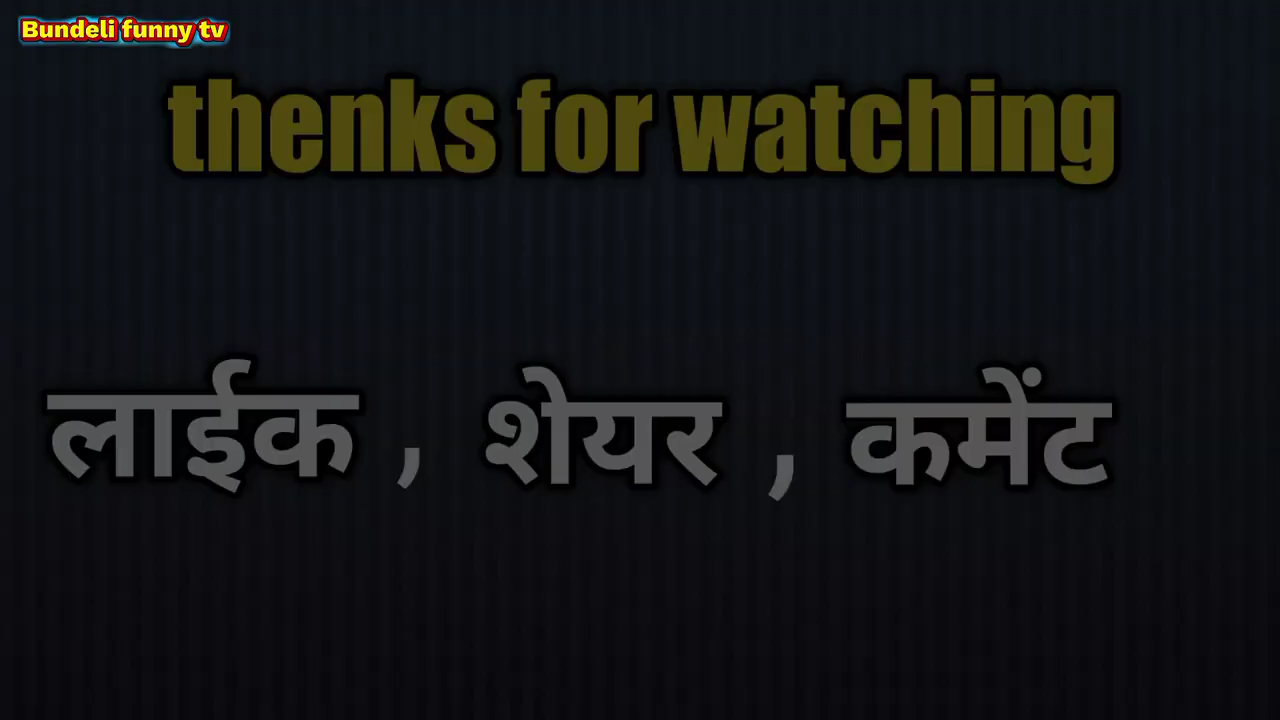 Bundeli funny tv
thenks for watching
लाईक , शेयर , कमेंट